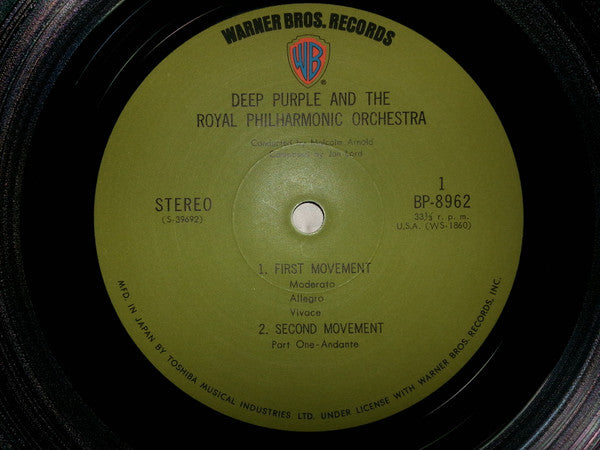 WARNER BROS. RECORDS
WB
®
DEEP PURPLE AND THE
ROYAL PHILHARMONIC ORCHESTRA
Conducted by Malcolm Arnold
Composed by Jon Lord
STEREO
(S-39692)
1
BP-8962
33⅓ r. p. m.
U.S.A. (WS-1860)
1. FIRST MOVEMENT
Moderato
Allegro
Vivace
2. SECOND MOVEMENT
Part One-Andante
MFD. IN JAPAN BY TOSHIBA MUSICAL INDUSTRIES LTD. UNDER LICENSE WITH WARNER BROS. RECORDS, INC.